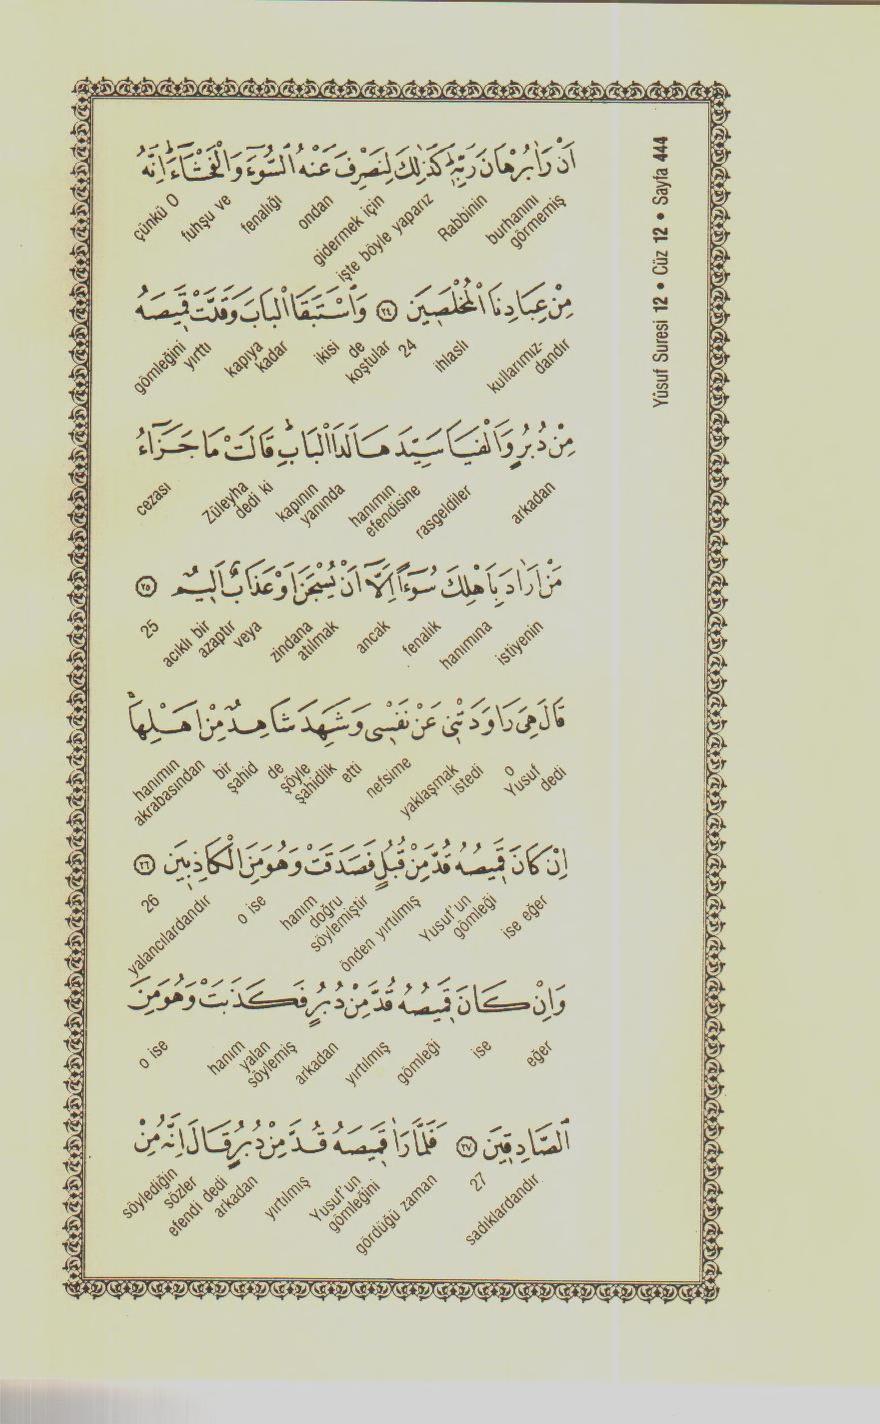 Yûsuf Suresi 12 • Cüz 12 • Sayfa 444
اَنْ رَاٰ بُرْهَانَ رَبِّهٖؕ كَذٰلِكَ لِنَصْرِفَ عَنْهُ السُّوٓءَ وَالْفَحْشَٓاءَؕ اِنَّهُ
burhanını görmemiş Rabbinin işte böyle yaparız gidermek için ondan fenalığı fuhşu ve çünkü O
مِنْ عِبَادِنَا الْمُخْلَصٖينَ ﴿٢٤﴾ وَاسْتَبَقَا الْبَابَ وَقَدَّتْ قَمٖيصَهُ
kullarımız-dandır ihlaslı 24 ikisi de koştular kapıya kadar yırttı gömleğini
مِنْ دُبُرٍ وَاَلْفَيَا سَيِّدَهَا لَدَا الْبَابِؕ قَالَتْ مَا جَزَٓاءُ
arkadan rasgeldiler hanımın efendisine kapının yanında Züleyha dedi ki cezası
مَنْ اَرَادَ بِاَهْلِكَ سُوٓءًا اِلَّٓا اَنْ يُسْجَنَ اَوْ عَذَابٌ اَلٖيمٌ ﴿٢٥﴾
istiyenin hanımına fenalık ancak zindana atılmak veya azaptır acıklı bir 25
قَالَ هِيَ رَاوَدَتْنٖي عَنْ نَفْسٖي وَشَهِدَ شَاهِدٌ مِنْ اَهْلِهَاۚ
dedi Yusuf o yaklaşmak istedi nefsime etti şöyle şahidlik de bir şahid hanımın akrabasından
اِنْ كَانَ قَمٖيصُهُ قُدَّ مِنْ قُبُلٍ فَصَدَقَتْ وَهُوَ مِنَ الْكَاذِبٖينَ ﴿٢٦﴾
ise eğer Yusuf'un gömleği önden yırtılmış hanım doğru söylemiştir o ise yalancılardandır 26
وَاِنْ كَانَ قَمٖيصُهُ قُدَّ مِنْ دُبُرٍ فَكَذَبَتْ وَهُوَ مِنَ
eğer ise gömleği yırtılmış arkadan hanım yalan söylemiş o ise
الصَّادِقٖينَ ﴿٢٧﴾ فَلَمَّا رَاٰ قَمٖيصَهُ قُدَّ مِنْ دُبُرٍ قَالَ اِنَّهُ مِنْ
sadıklardandır 27 gördüğü zaman Yusuf'un gömleğini yırtılmış arkadan efendi dedi sözler söylediğin